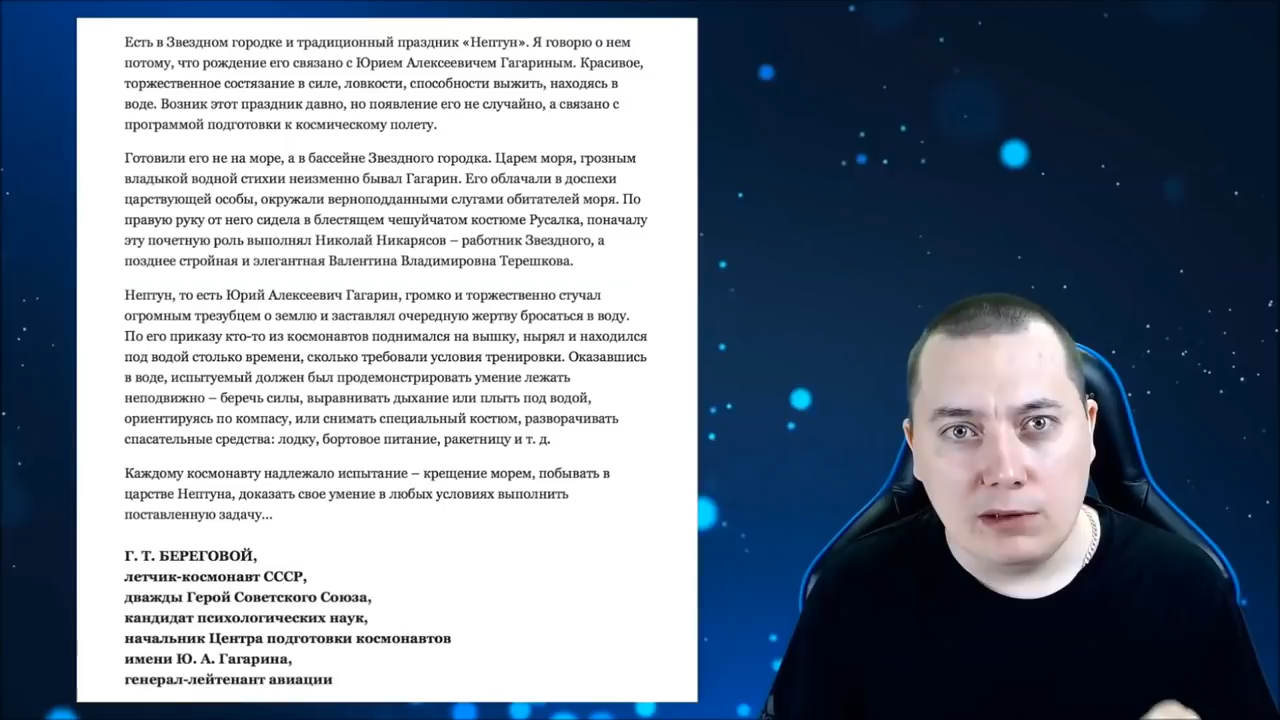 Есть в Звездном городке и традиционный праздник «Нептун». Я говорю о нем
потому, что рождение его связано с Юрием Алексеевичем Гагариным. Красивое,
торжественное состязание в силе, ловкости, способности выжить, находясь в
воде. Возник этот праздник давно, но появление его не случайно, а связано с
программой подготовки к космическому полету.
Готовили его не на море, а в бассейне Звездного городка. Царем моря, грозным
владыкой водной стихии неизменно бывал Гагарин. Его облачали в доспехи
царствующей особы, окружали верноподданными слугами обитателей моря. По
правую руку от него сидела в блестящем чешуйчатом костюме Русалка, поначалу
эту почетную роль выполнял Николай Никарясов – работник Звездного, а
позднее стройная и элегантная Валентина Владимировна Терешкова.
Нептун, то есть Юрий Алексеевич Гагарин, громко и торжественно стучал
огромным трезубцем о землю и заставлял очередную жертву бросаться в воду.
По его приказу кто-то из космонавтов поднимался на вышку, нырял и находился
под водой столько времени, сколько требовали условия тренировки. Оказавшись
в воде, испытуемый должен был продемонстрировать умение лежать
неподвижно – беречь силы, выравнивать дыхание или плыть под водой,
ориентируясь по компасу, или снимать специальный костюм, разворачивать
спасательные средства: лодку, бортовое питание, ракетницу и т. д.
Каждому космонавту надлежало испытание – крещение морем, побывать в
царстве Нептуна, доказать свое умение в любых условиях выполнить
поставленную задачу...
Г. Т. БЕРЕГОВОЙ,
летчик-космонавт СССР,
дважды Герой Советского Союза,
кандидат психологических наук,
начальник Центра подготовки космонавтов
имени Ю. А. Гагарина,
генерал-лейтенант авиации